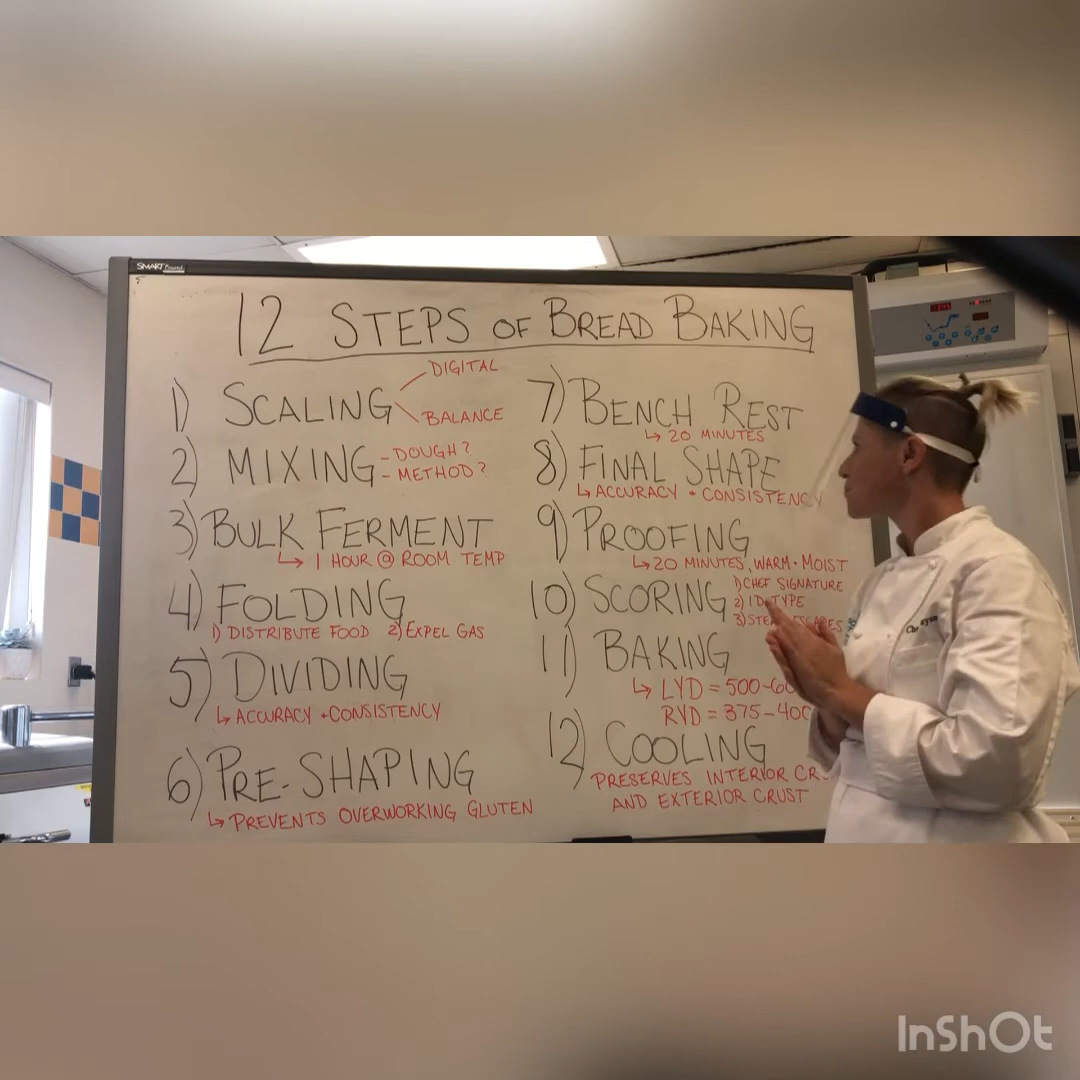 SMART Board
12 STEPS OF BREAD BAKING
1) SCALING
DIGITAL
BALANCE
2) MIXING
- DOUGH?
- METHOD?
3) BULK FERMENT
↳ 1 HOUR @ ROOM TEMP
4) FOLDING
1) DISTRIBUTE FOOD 2) EXPEL GAS
5) DIVIDING
↳ ACCURACY + CONSISTENCY
6) PRE-SHAPING
↳ PREVENTS OVERWORKING GLUTEN
7) BENCH REST
↳ 20 MINUTES
8) FINAL SHAPE
↳ ACCURACY + CONSISTENCY
9) PROOFING
↳ 20 MINUTES, WARM + MOIST
10) SCORING
1) CHEF SIGNATURE
2) ID TYPE
3)
11) BAKING
↳ LYD = 500-
RYD = 375-400
12) COOLING
PRESERVES INTERIOR
AND EXTERIOR CRUST
InShOt